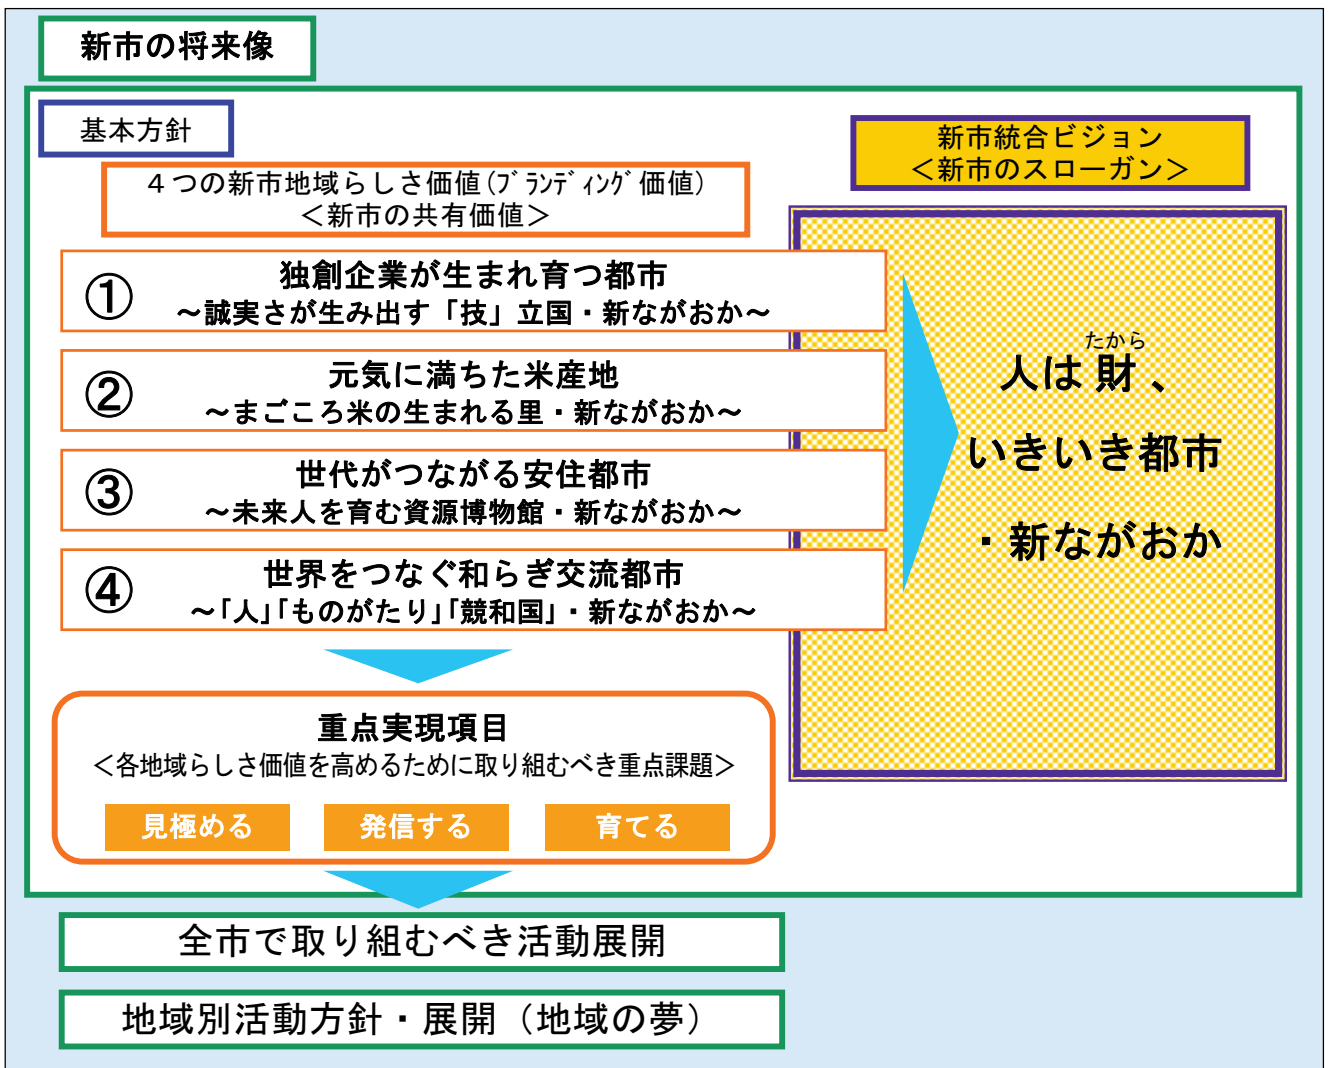 新市の将来像
基本方針
４つの新市地域らしさ価値(ﾌﾞﾗﾝﾃﾞｨﾝｸﾞ価値)
＜新市の共有価値＞
新市統合ビジョン
＜新市のスローガン＞
① 独創企業が生まれ育つ都市
～誠実さが生み出す「技」立国・新ながおか～
② 元気に満ちた米産地
～まごころ米の生まれる里・新ながおか～
③ 世代がつながる安住都市
～未来人を育む資源博物館・新ながおか～
④ 世界をつなぐ和らぎ交流都市
～「人」「ものがたり」「競和国」・新ながおか～
たから
人は財、
いきいき都市
・新ながおか
重点実現項目
＜各地域らしさ価値を高めるために取り組むべき重点課題＞
見極める 発信する 育てる
全市で取り組むべき活動展開
地域別活動方針・展開（地域の夢）